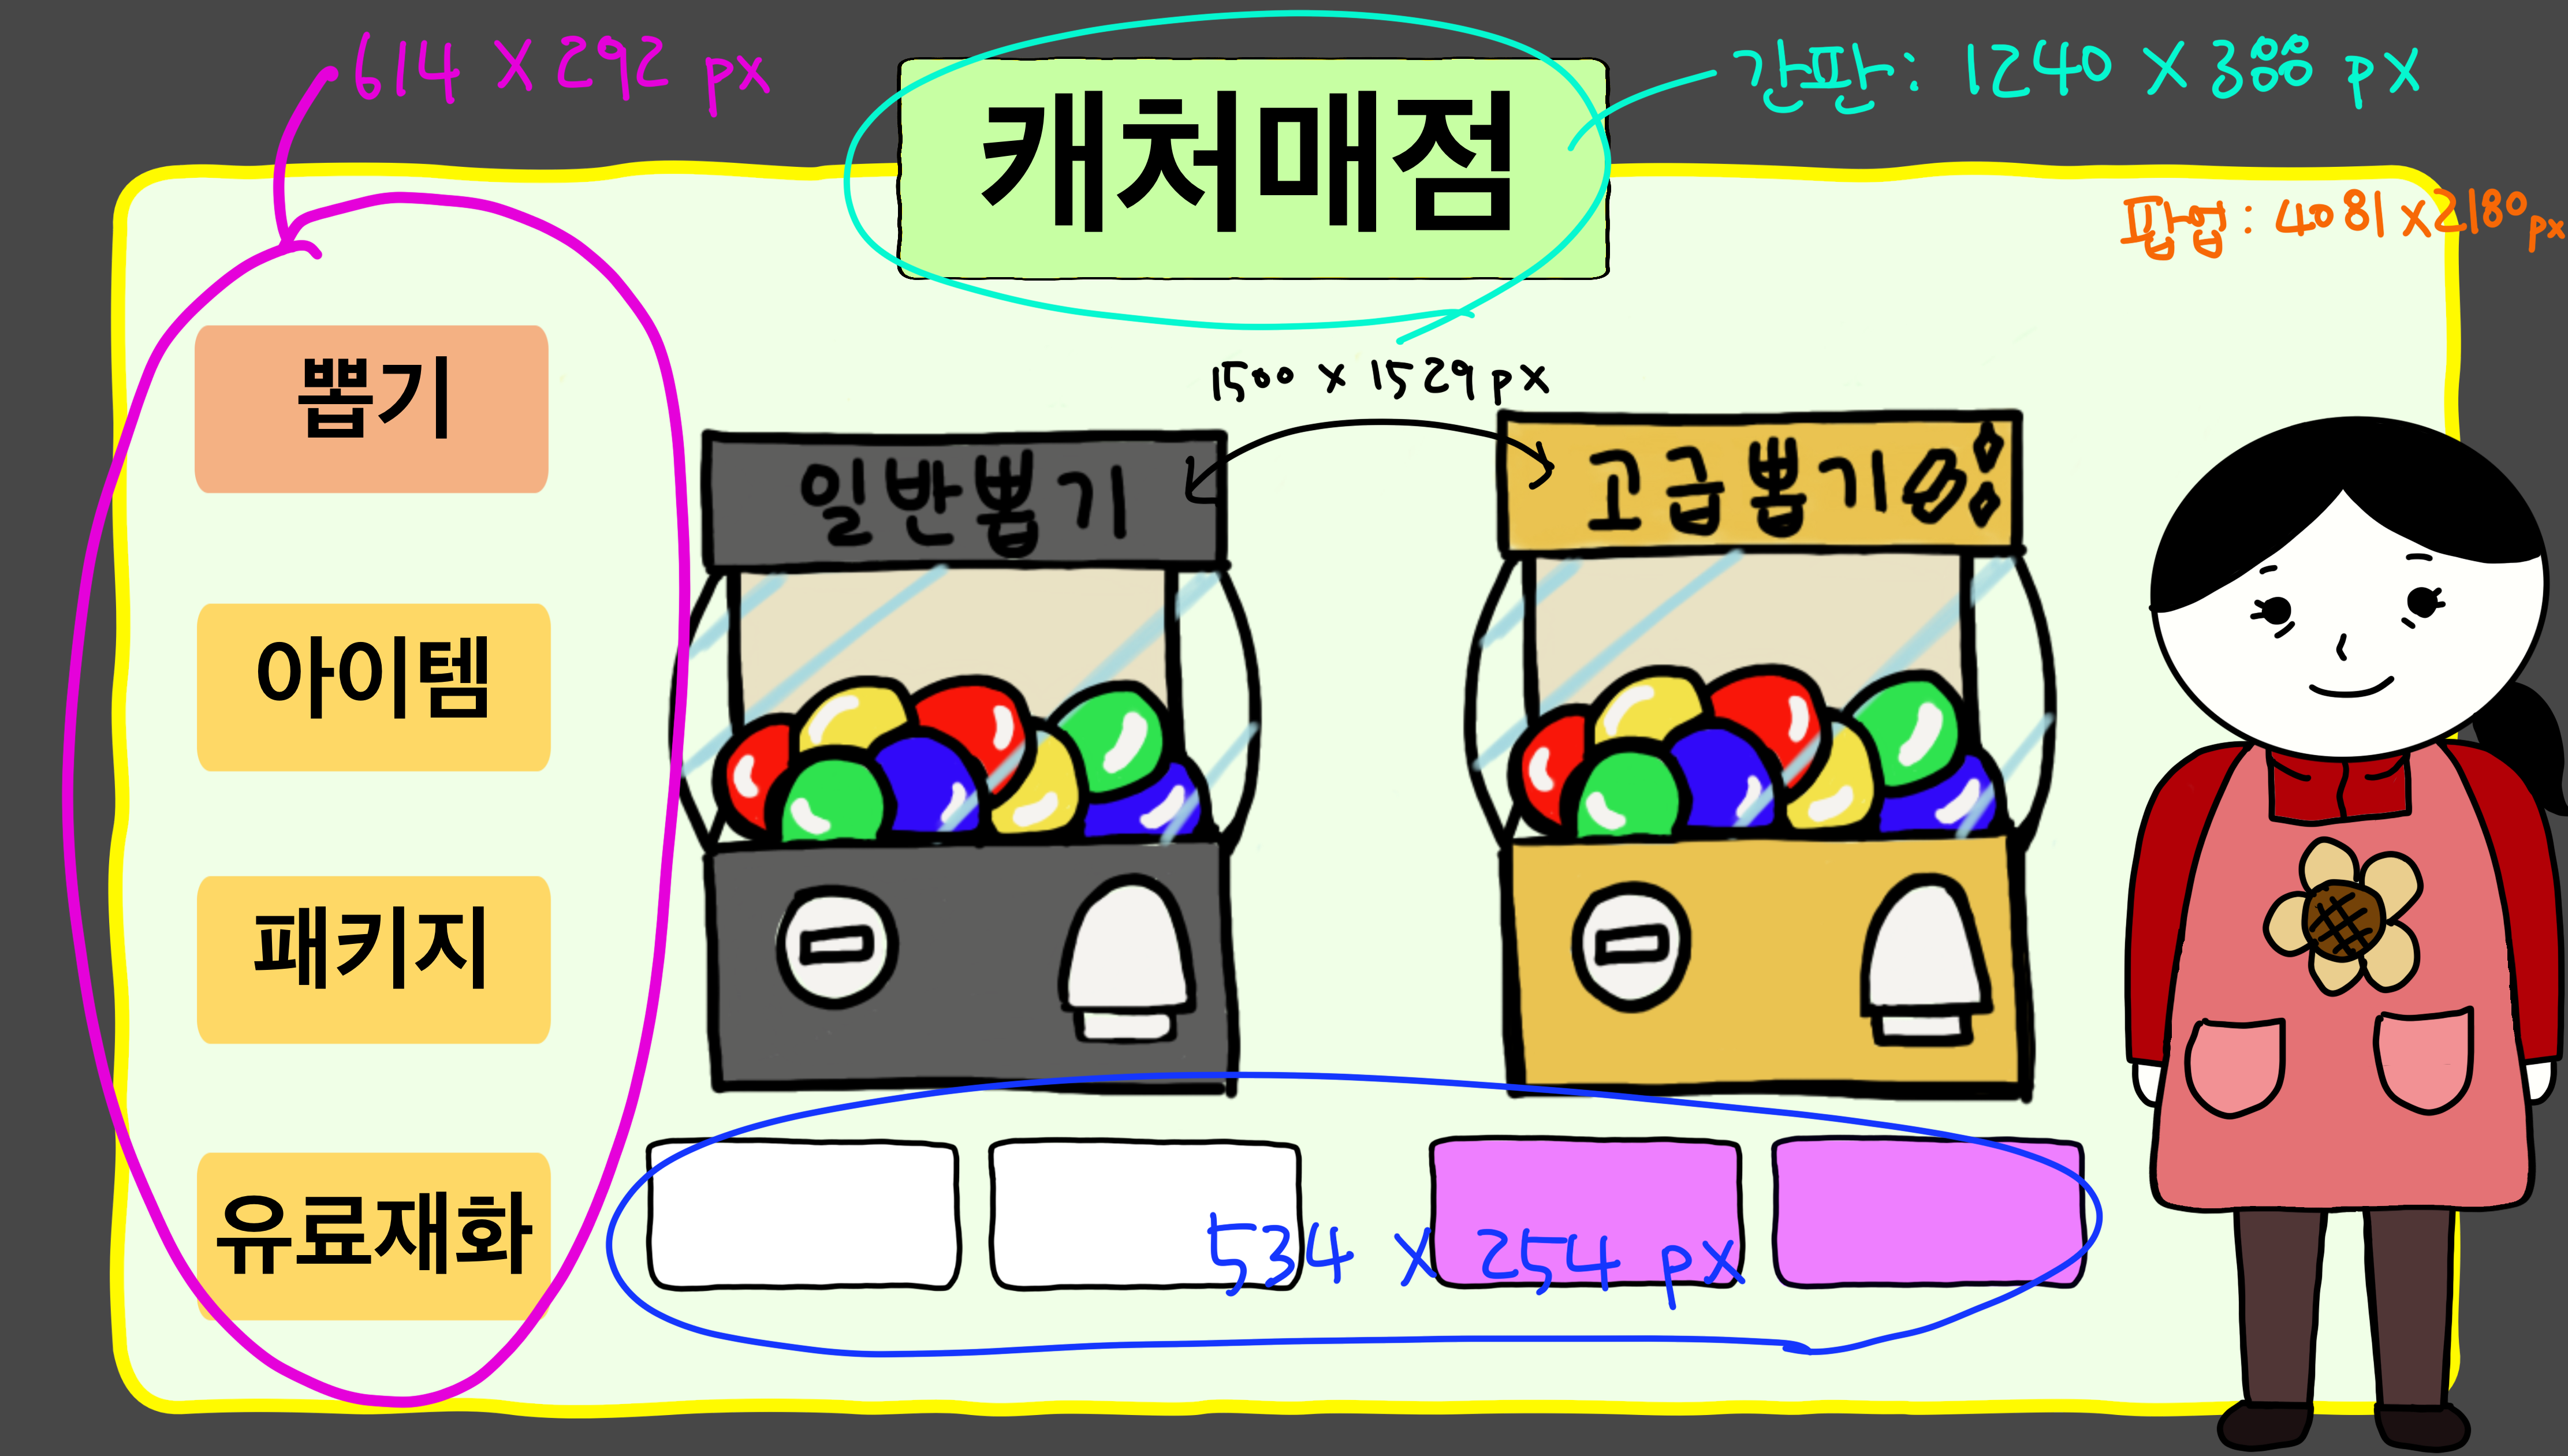 614 X 292 px
캐처매점
간판: 1240 X 388 px
팝업: 4081 X 2180 px
뽑기
1500 x 1529 px
일반뽑기
고급뽑기
아이템
패키지
유료재화
534 X 254 px